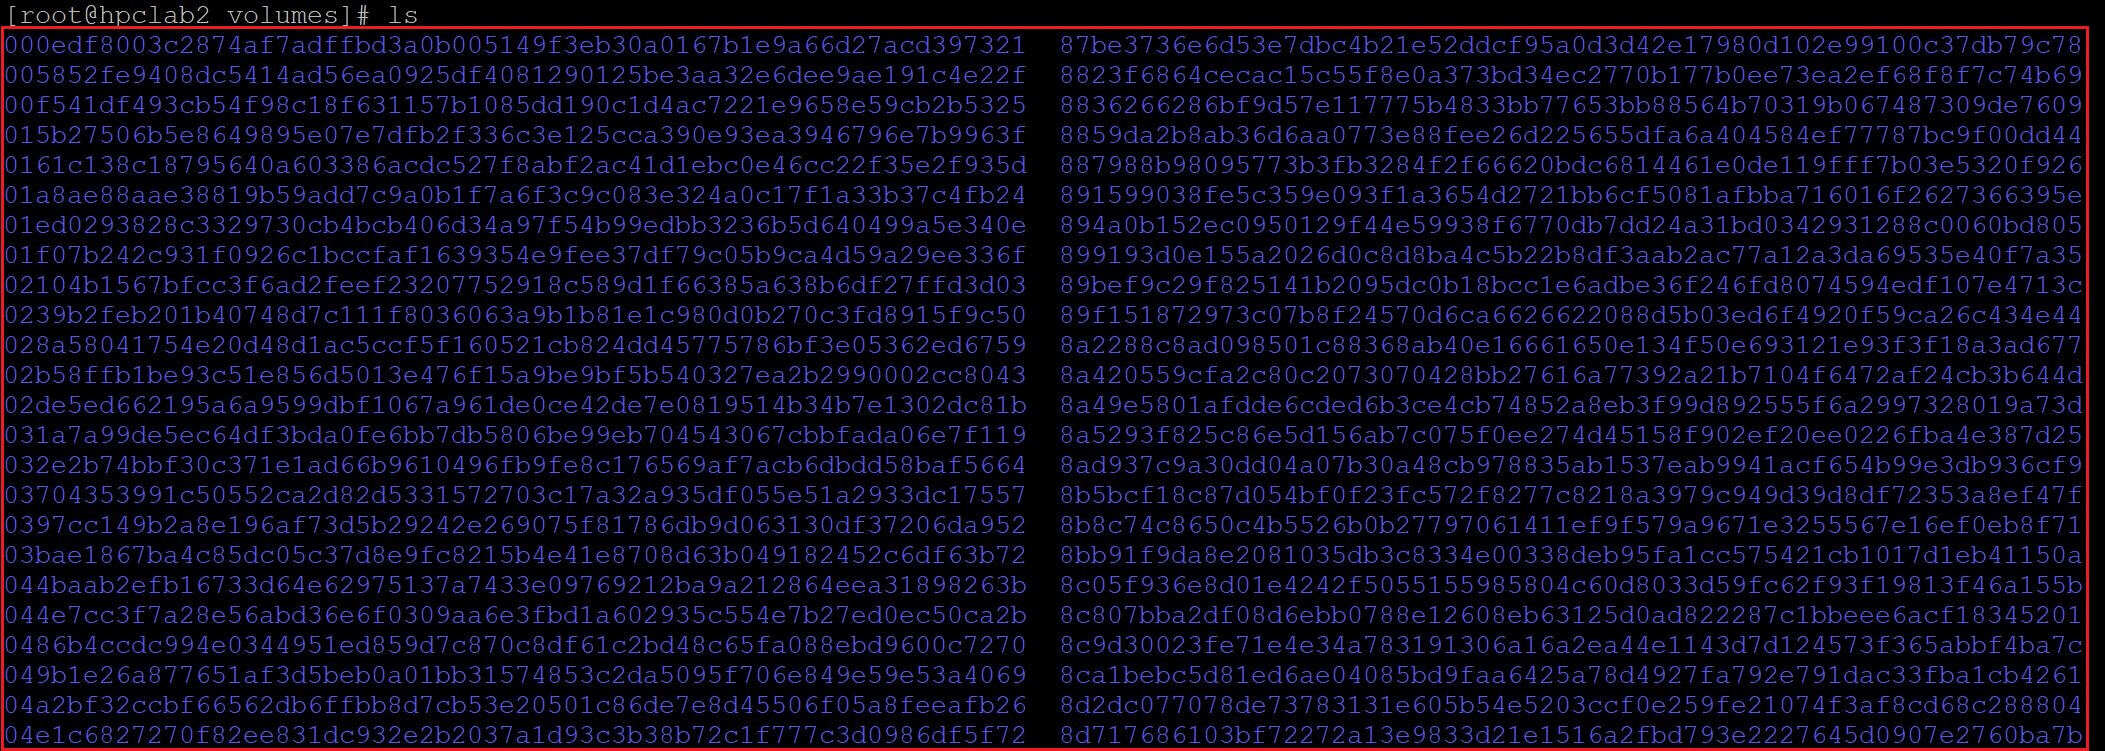 [root@hpclab2 volumes]# ls
000edf8003c2874af7adffbd3a0b005149f3eb30a0167b1e9a66d27acd397321 87be3736e6d53e7dbc4b21e52ddcf95a0d3d42e17980d102e99100c37db79c78
005852fe9408dc5414ad56ea0925df4081290125be3aa32e6dee9ae191c4e22f 8823f6864cecac15c55f8e0a373bd34ec2770b177b0ee73ea2ef68f8f7c74b69
00f541df493cb54f98c18f631157b1085dd190c1d4ac7221e9658e59cb2b5325 8836266286bf9d57e117775b4833bb77653bb88564b70319b067487309de7609
015b27506b5e8649895e07e7dfb2f336c3e125cca390e93ea3946796e7b9963f 8859da2b8ab36d6aa0773e88fee26d225655dfa6a404584ef77787bc9f00dd44
0161c138c18795640a603386acdc527f8abf2ac41d1ebc0e46cc22f35e2f935d 887988b98095773b3fb3284f2f66620bdc6814461e0de119fff7b03e5320f926
01a8ae88aae38819b59add7c9a0b1f7a6f3c9c083e324a0c17f1a33b37c4fb24 891599038fe5c359e093f1a3654d2721bb6cf5081afbba716016f2627366395e
01ed0293828c3329730cb4bcb406d34a97f54b99edbb3236b5d640499a5e340e 894a0b152ec0950129f44e59938f6770db7dd24a31bd0342931288c0060bd805
01f07b242c931f0926c1bccfaf1639354e9fee37df79c05b9ca4d59a29ee336f 899193d0e155a2026d0c8d8ba4c5b22b8df3aab2ac77a12a3da69535e40f7a35
02104b1567bfcc3f6ad2feef23207752918c589d1f66385a638b6df27ffd3d03 89bef9c29f825141b2095dc0b18bcc1e6adbe36f246fd8074594edf107e4713c
0239b2feb201b40748d7c111f8036063a9b1b81e1c980d0b270c3fd8915f9c50 89f151872973c07b8f24570d6ca6626622088d5b03ed6f4920f59ca26c434e44
028a58041754e20d48d1ac5ccf5f160521cb824dd45775786bf3e05362ed6759 8a2288c8ad098501c88368ab40e16661650e134f50e693121e93f3f18a3ad677
02b58ffb1be93c51e856d5013e476f15a9be9bf5b540327ea2b2990002cc8043 8a420559cfa2c80c2073070428bb27616a77392a21b7104f6472af24cb3b644d
02de5ed662195a6a9599dbf1067a961de0ce42de7e0819514b34b7e1302dc81b 8a49e5801afdde6cded6b3ce4cb74852a8eb3f99d892555f6a2997328019a73d
031a7a99de5ec64df3bda0fe6bb7db5806be99eb704543067cbbfada06e7f119 8a5293f825c86e5d156ab7c075f0ee274d45158f902ef20ee0226fba4e387d25
032e2b74bbf30c371e1ad66b9610496fb9fe8c176569af7acb6dbdd58baf5664 8ad937c9a30dd04a07b30a48cb978835ab1537eab9941acf654b99e3db936cf9
03704353991c50552ca2d82d5331572703c17a32a935df055e51a2933dc17557 8b5bcf18c87d054bf0f23fc572f8277c8218a3979c949d39d8df72353a8ef47f
0397cc149b2a8e196af73d5b29242e269075f81786db9d063130df37206da952 8b8c74c8650c4b5526b0b27797061411ef9f579a9671e3255567e16ef0eb8f71
03bae1867ba4c85dc05c37d8e9fc8215b4e41e8708d63b049182452c6df63b72 8bb91f9da8e2081035db3c8334e00338deb95fa1cc575421cb1017d1eb41150a
044baab2efb16733d64e62975137a7433e09769212ba9a212864eea31898263b 8c05f936e8d01e4242f5055155985804c60d8033d59fc62f93f19813f46a155b
044e7cc3f7a28e56abd36e6f0309aa6e3fbd1a602935c554e7b27ed0ec50ca2b 8c807bba2df08d6ebb0788e12608eb63125d0ad822287c1bbeee6acf18345201
0486b4ccdc994e0344951ed859d7c870c8df61c2bd48c65fa088ebd9600c7270 8c9d30023fe71e4e34a783191306a16a2ea44e1143d7d124573f365abbf4ba7c
049b1e26a877651af3d5beb0a01bb31574853c2da5095f706e849e59e53a4069 8ca1bebc5d81ed6ae04085bd9faa6425a78d4927fa792e791dac33fba1cb4261
04a2bf32ccbf66562db6ffbb8d7cb53e20501c86de7e8d45506f05a8feeafb26 8d2dc077078de73783131e605b54e5203ccf0e259fe21074f3af8cd68c288804
04e1c6827270f82ee831dc932e2b2037a1d93c3b38b72c1f777c3d0986df5f72 8d717686103bf72272a13e9833d21e1516a2fbd793e2227645d0907e2760ba7b